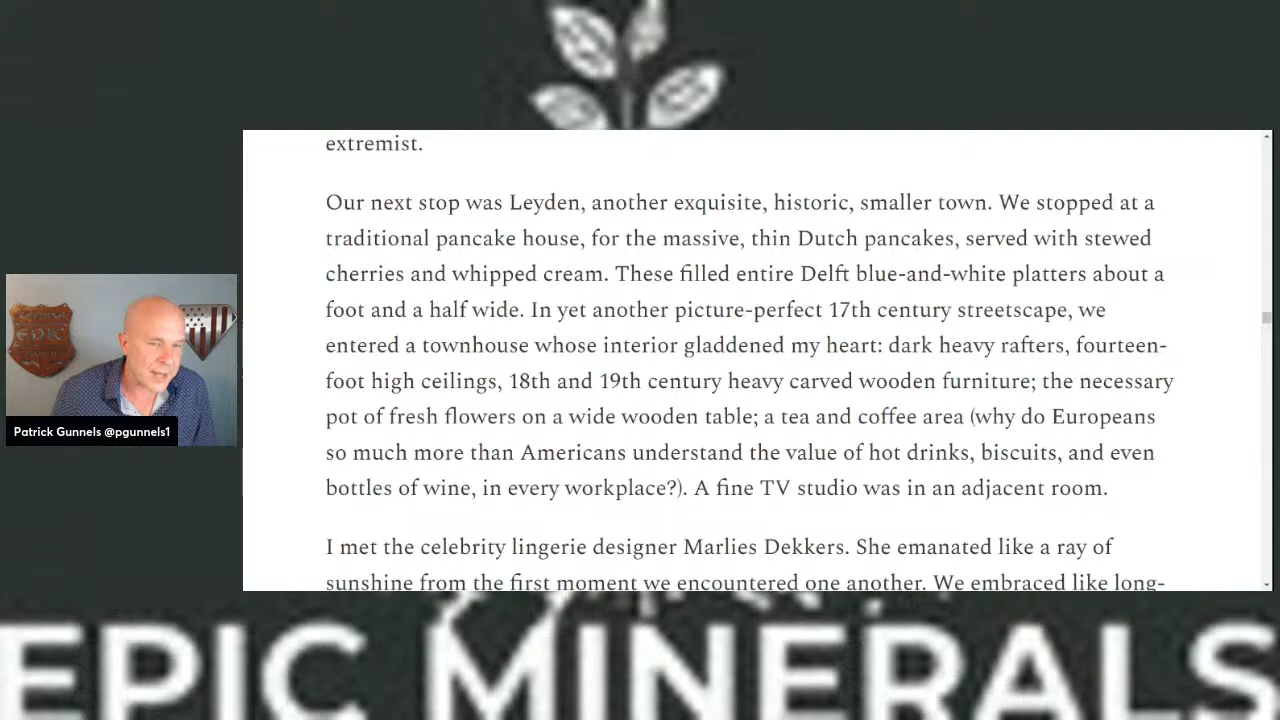 extremist.
Our next stop was Leyden, another exquisite, historic, smaller town. We stopped at a
traditional pancake house, for the massive, thin Dutch pancakes, served with stewed
cherries and whipped cream. These filled entire Delft blue-and-white platters about a
foot and a half wide. In yet another picture-perfect 17th century streetscape, we
entered a townhouse whose interior gladdened my heart: dark heavy rafters, fourteen-
foot high ceilings, 18th and 19th century heavy carved wooden furniture; the necessary
pot of fresh flowers on a wide wooden table; a tea and coffee area (why do Europeans
so much more than Americans understand the value of hot drinks, biscuits, and even
bottles of wine, in every workplace?). A fine TV studio was in an adjacent room.
I met the celebrity lingerie designer Marlies Dekkers. She emanated like a ray of
sunshine from the first moment we encountered one another. We embraced like long-
EPIC
Patrick Gunnels @pgunnels1
EPIC MINERALS